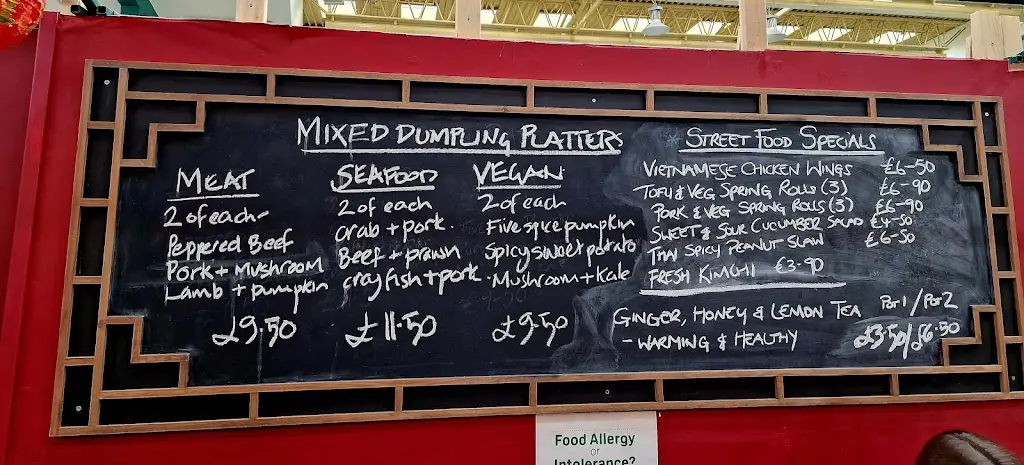 MIXED DUMPLING PLATTERS
MEAT
2 of each
Peppered Beef
Pork + Mushroom
Lamb + pumpkin
£9.50
SEAFOOD
2 of each
Crab + pork.
Beef + prawn
crayfish + pork.
£11.50
VEGAN
2 of each
Five spice pumpkin
Spicy sweet potato
Mushroom + Kale
£9.50
STREET FOOD SPECIALS
VIETNAMESE CHICKEN WINGS £6-50
TOFU & VEG SPRING ROLLS (3) £6-90
PORK & VEG SPRING ROLLS (3) £6-90
SWEET & SOUR CUCUMBER SALAD £4-50
THAI SPICY PEANUT SLAW £6-50
FRESH KIMCHI £3-90
GINGER, HONEY & LEMON TEA POT 1 / POT 2
- WARMING & HEALTHY £3.50/£6.50
Food Allergy
or
Intolerance?